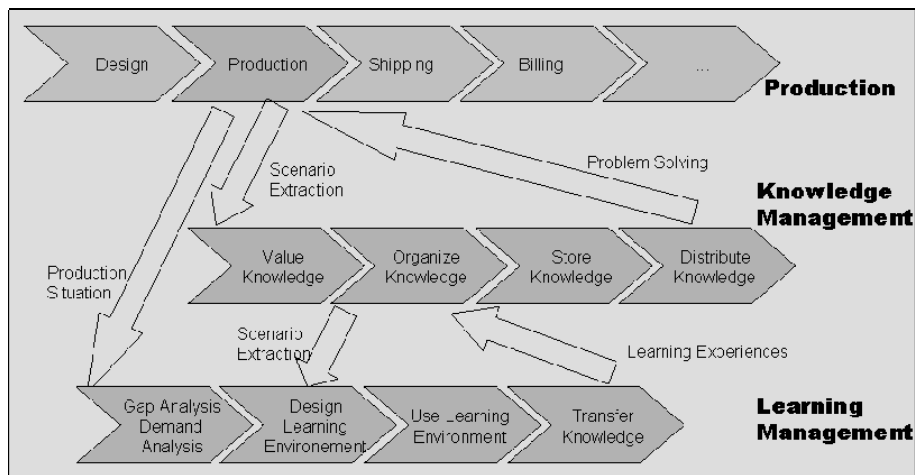 Design
Production
Shipping
Billing
...
Production
Scenario
Extraction
Problem Solving
Knowledge
Management
Value
Knowledge
Organize
Knowledge
Store
Knowledge
Distribute
Knowledge
Production
Situation
Scenario
Extraction
Learning Experiences
Gap Analysis
Demand
Analysis
Design
Learning
Environement
Use Learning
Environment
Transfer
Knowledge
Learning
Management